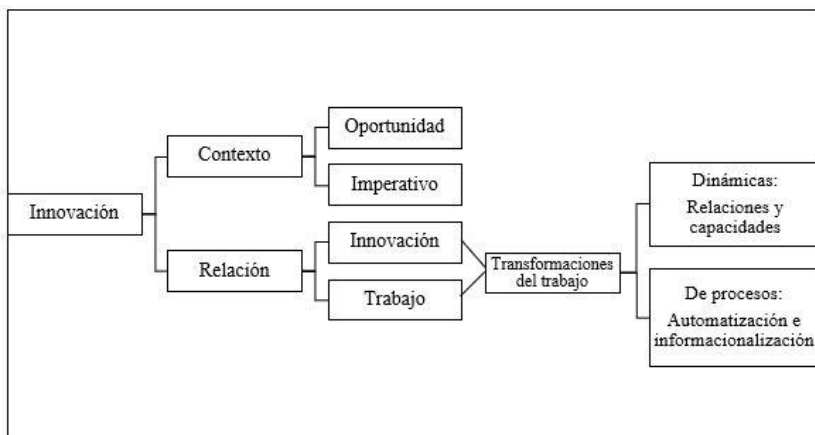 Innovación
Contexto
Oportunidad
Imperativo
Relación
Innovación
Trabajo
Transformaciones
del trabajo
Dinámicas:
Relaciones y
capacidades
De procesos:
Automatización e
informacionalización